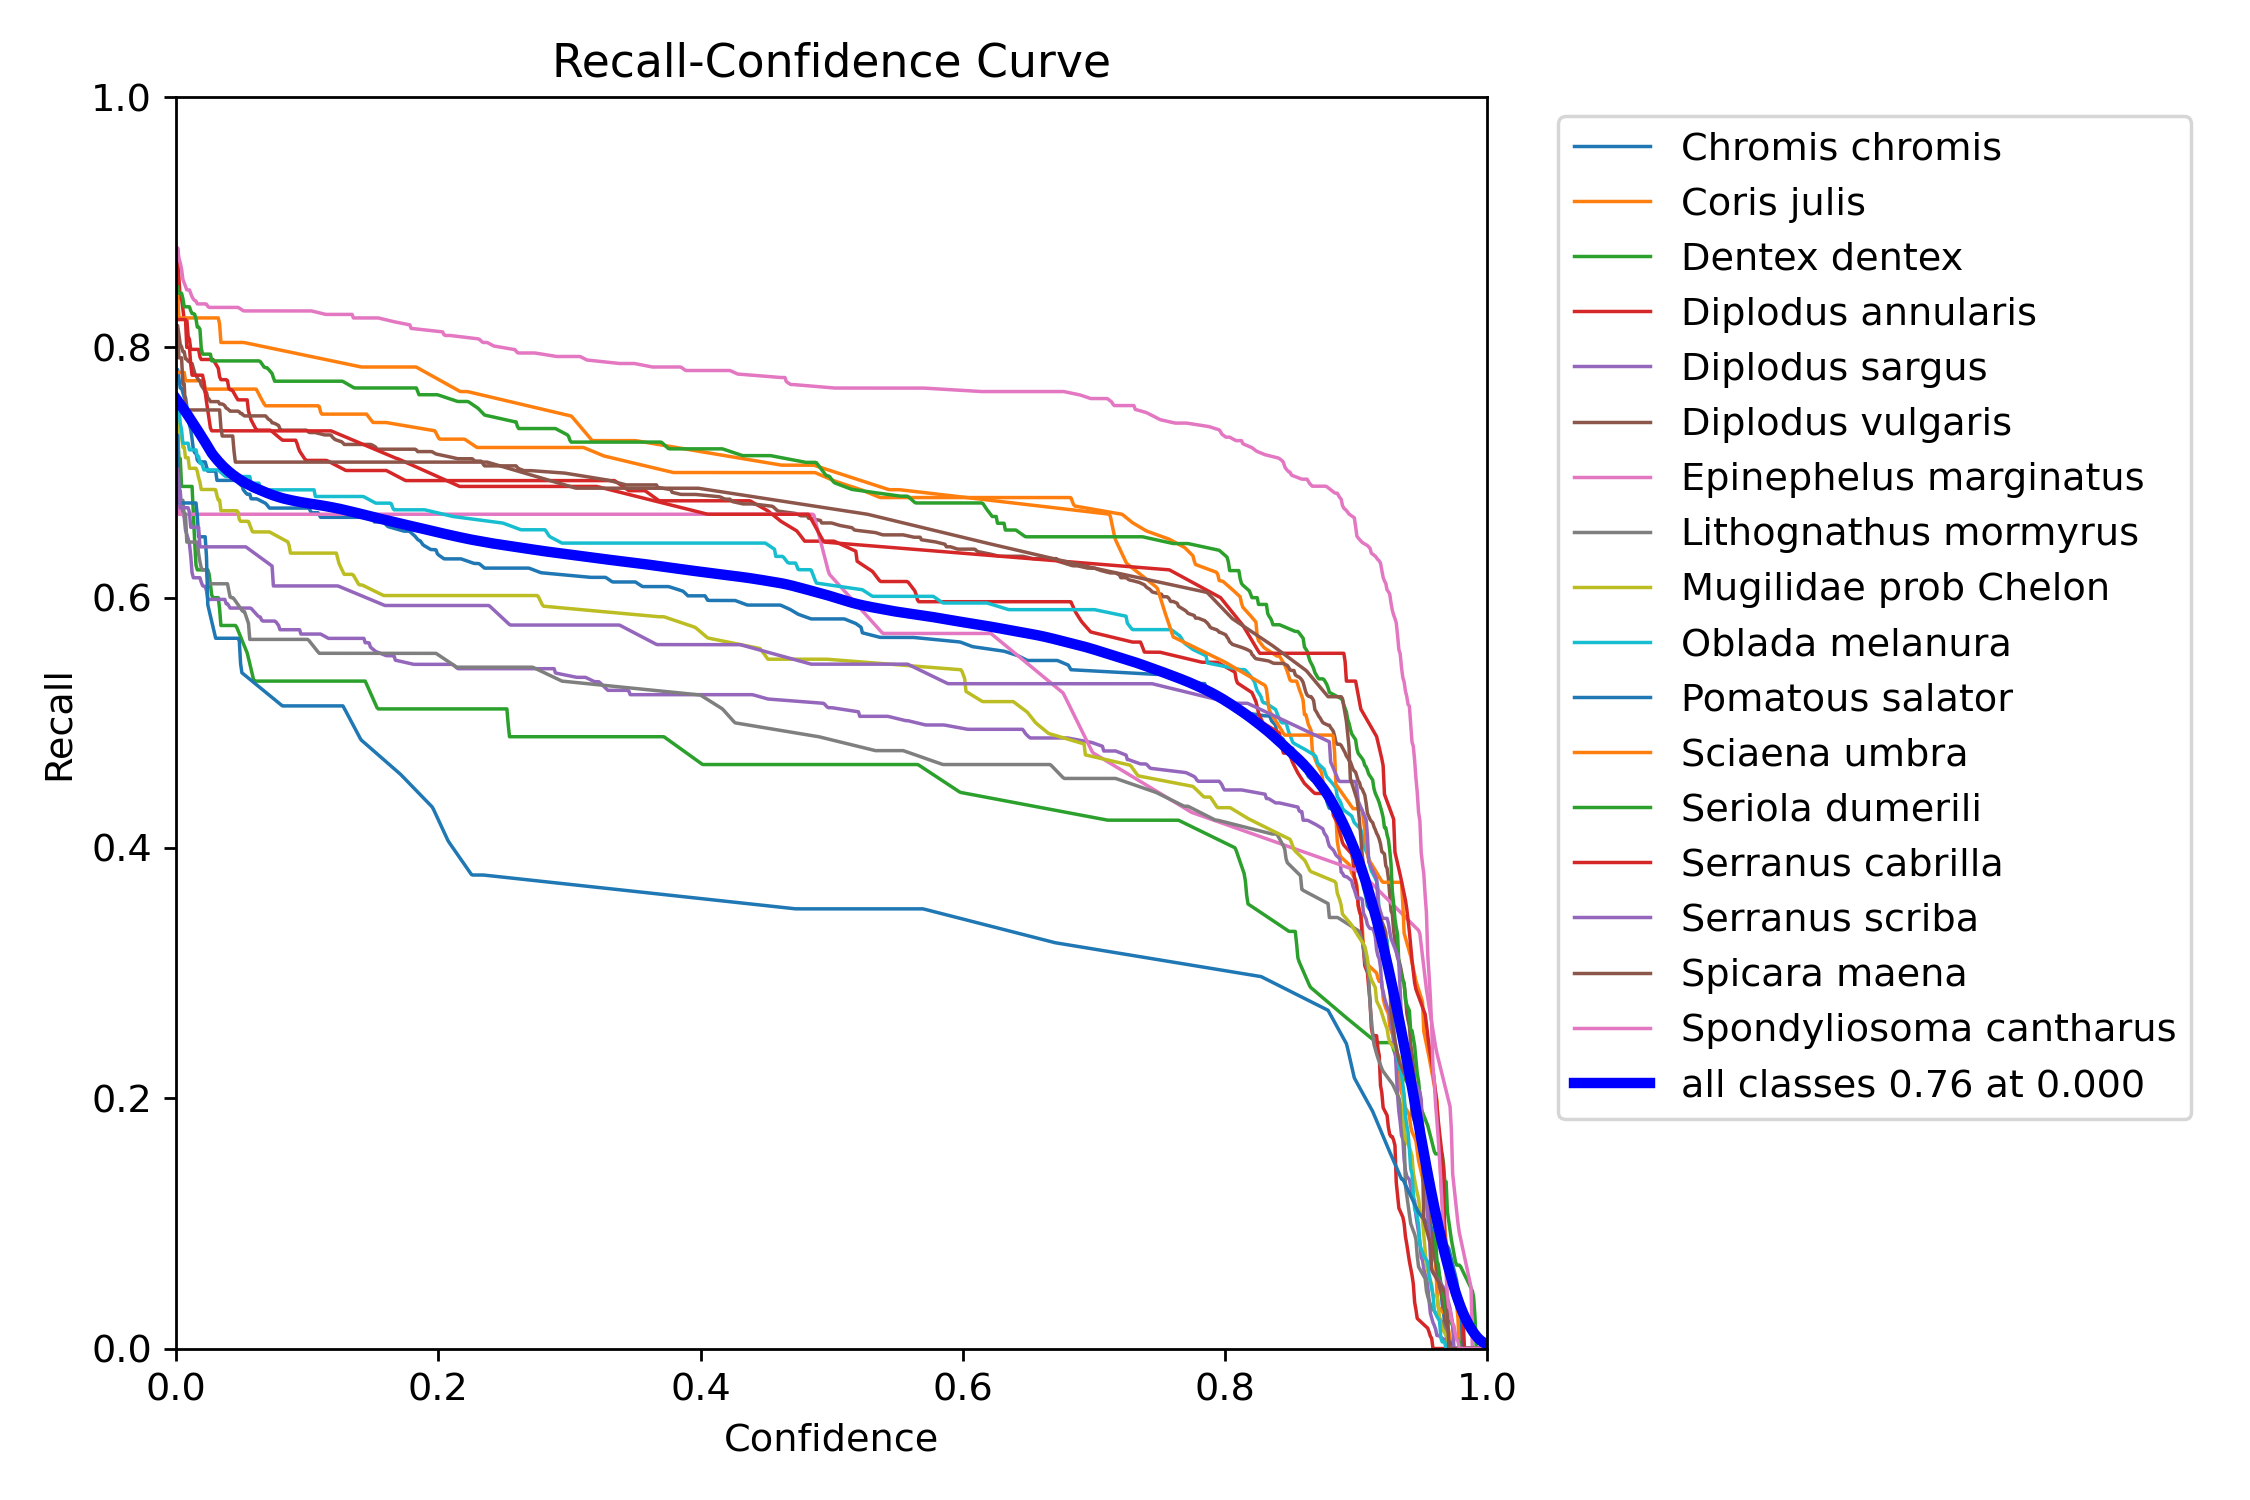 Recall-Confidence Curve
1.0
0.8
0.6
0.4
0.2
0.0
Recall
0.0 0.2 0.4 0.6 0.8 1.0
Confidence
Chromis chromis
Coris julis
Dentex dentex
Diplodus annularis
Diplodus sargus
Diplodus vulgaris
Epinephelus marginatus
Lithognathus mormyrus
Mugilidae prob Chelon
Oblada melanura
Pomatous salator
Sciaena umbra
Seriola dumerili
Serranus cabrilla
Serranus scriba
Spicara maena
Spondyliosoma cantharus
all classes 0.76 at 0.000